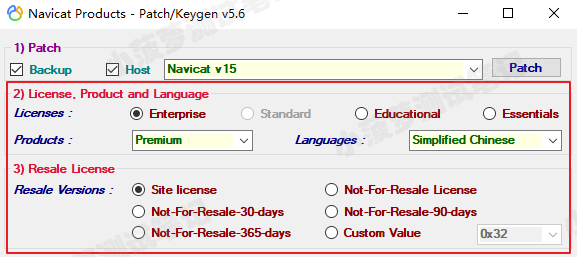 Navicat Products - Patch/Keygen v5.6
1) Patch
Backup Host Navicat v15 Patch
2) License, Product and Language
Licenses : Enterprise Standard Educational Essentials
Products : Premium Languages : Simplified Chinese
3) Resale License
Resale Versions : Site license Not-For-Resale License
Not-For-Resale-30-days Not-For-Resale-90-days
Not-For-Resale-365-days Custom Value 0x32